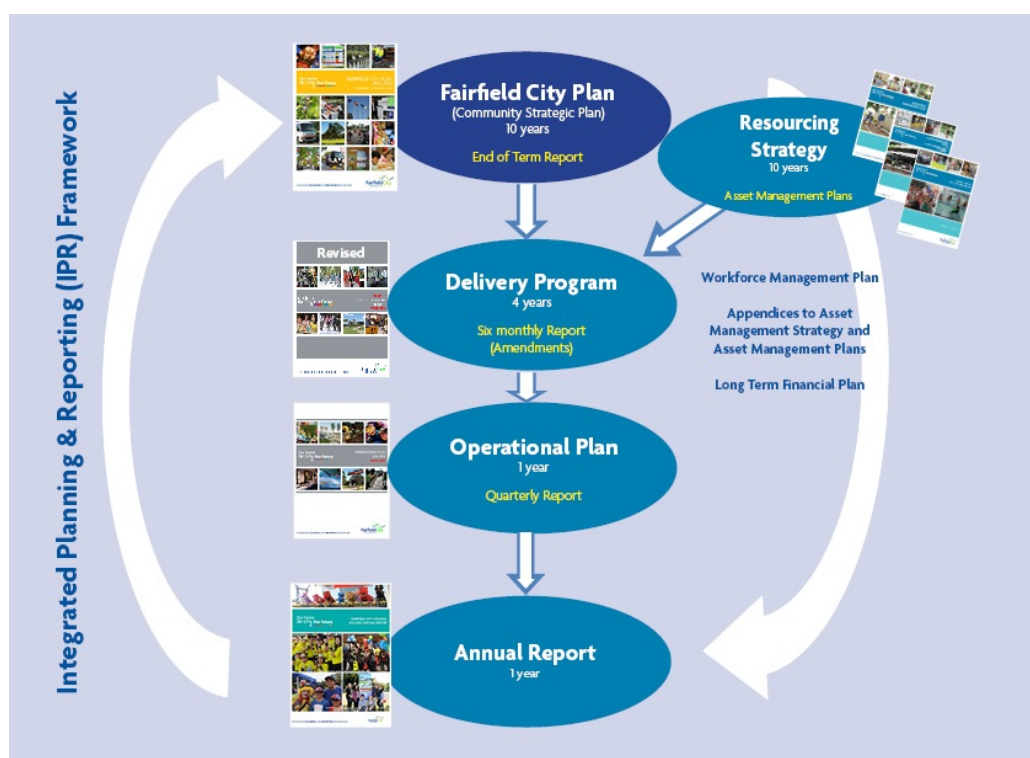 Integrated Planning & Reporting (IPR) Framework
Fairfield City Plan
(Community Strategic Plan)
10 years
End of Term Report
Resourcing
Strategy
10 years
Asset Management Plans
Revised
Delivery Program
4 years
Six monthly Report
(Amendments)
Workforce Management Plan
Appendices to Asset
Management Strategy and
Asset Management Plans
Long Term Financial Plan
Operational Plan
1 year
Quarterly Report
Annual Report
1 year